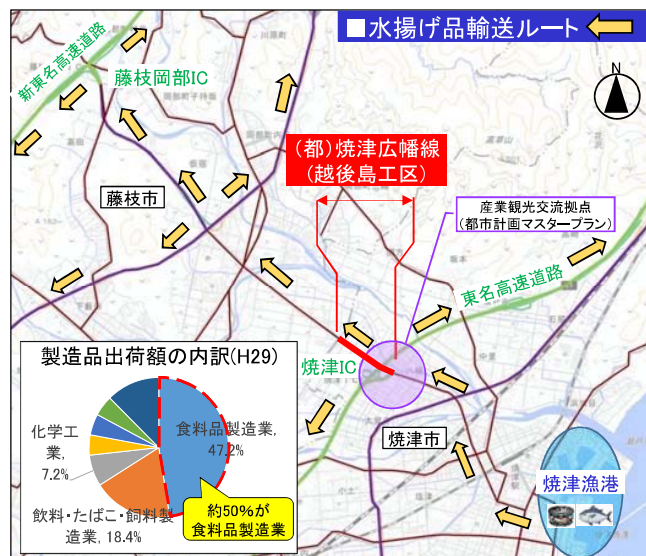 ■水揚げ品輸送ルート
新東名高速道路
藤枝岡部IC
N
(都)焼津広幡線
(越後島工区)
藤枝市
産業観光交流拠点
(都市計画マスタープラン)
東名高速道路
焼津IC
製造品出荷額の内訳(H29)
食料品製造業,
47.2%
化学工
業,
7.2%
飲料・たばこ・飼料製
造業, 18.4%
約50%が
食料品製造業
焼津市
焼津漁港